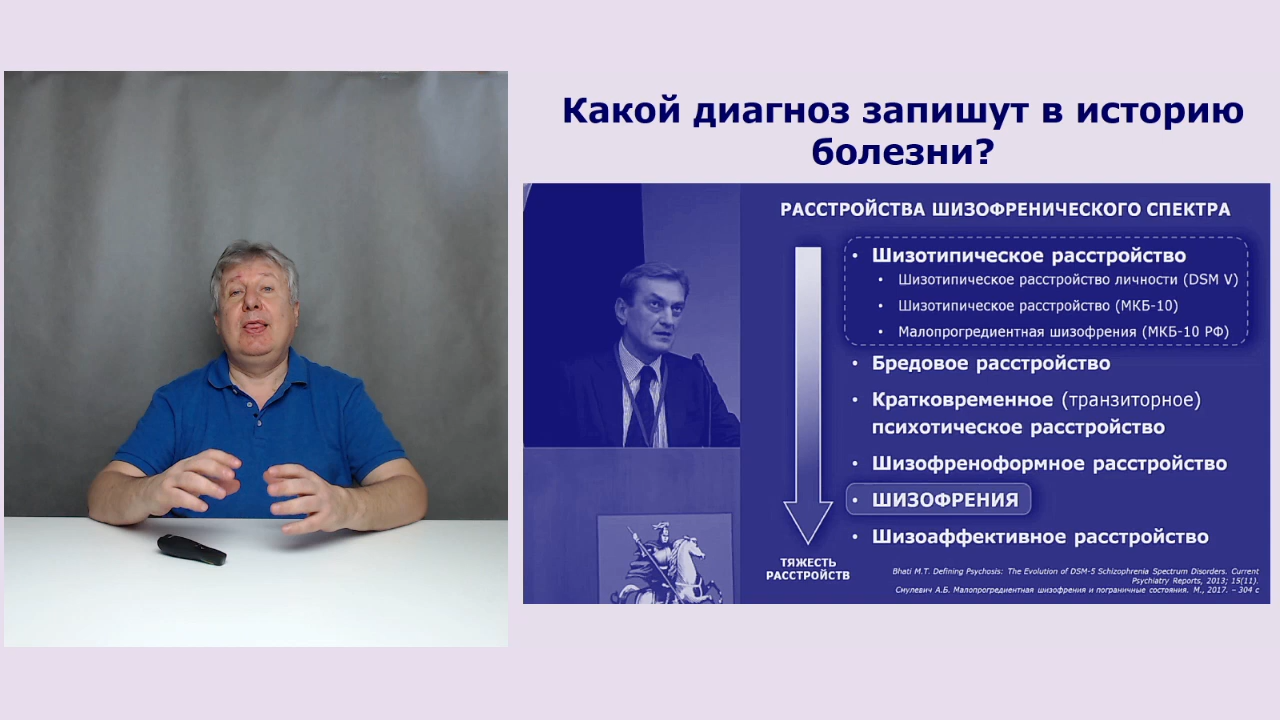 Какой диагноз запишут в историю
болезни?
РАССТРОЙСТВА ШИЗОФРЕНИЧЕСКОГО СПЕКТРА
• Шизотипическое расстройство
• Шизотипическое расстройство личности (DSM V)
• Шизотипическое расстройство (МКБ-10)
• Малопрогредиентная шизофрения (МКБ-10 РФ)
• Бредовое расстройство
• Кратковременное (транзиторное)
психотическое расстройство
• Шизофреноформное расстройство
• ШИЗОФРЕНИЯ
• Шизоаффективное расстройство
ТЯЖЕСТЬ
РАССТРОЙСТВ
Bhati M.T. Defining Psychosis: The Evolution of DSM-5 Schizophrenia Spectrum Disorders. Current
Psychiatry Reports, 2013; 15(11).
Смулевич А.Б. Малопрогредиентная шизофрения и пограничные состояния. М., 2017. – 304 с